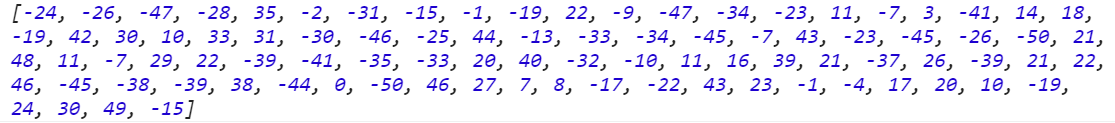 [-24, -26, -47, -28, 35, -2, -31, -15, -1, -19, 22, -9, -47, -34, -23, 11, -7, 3, -41, 14, 18,
-19, 42, 30, 10, 33, 31, -30, -46, -25, 44, -13, -33, -34, -45, -7, 43, -23, -45, -26, -50, 21,
48, 11, -7, 29, 22, -39, -41, -35, -33, 20, 40, -32, -10, 11, 16, 39, 21, -37, 26, -39, 21, 22,
46, -45, -38, -39, 38, -44, 0, -50, 46, 27, 7, 8, -17, -22, 43, 23, -1, -4, 17, 20, 10, -19,
24, 30, 49, -15]